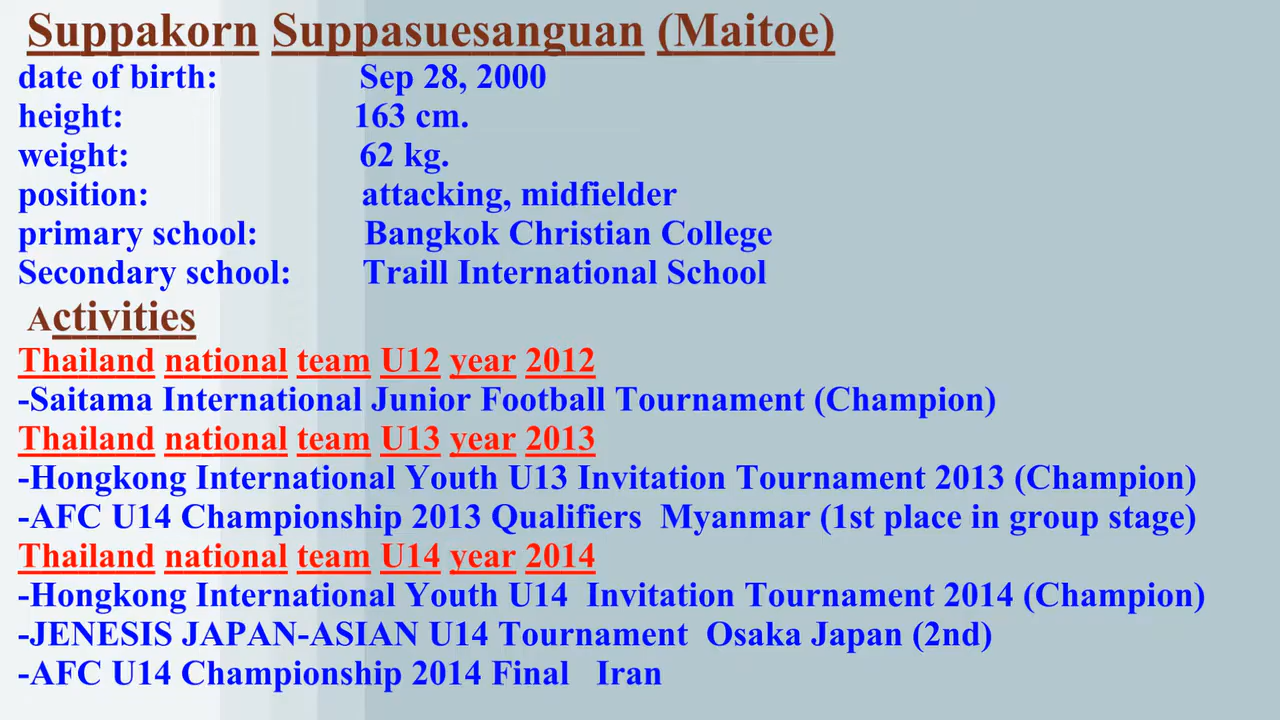 Suppakorn Suppasuesanguan (Maitoe)
date of birth: Sep 28, 2000
height: 163 cm.
weight: 62 kg.
position: attacking, midfielder
primary school: Bangkok Christian College
Secondary school: Traill International School
Activities
Thailand national team U12 year 2012
-Saitama International Junior Football Tournament (Champion)
Thailand national team U13 year 2013
-Hongkong International Youth U13 Invitation Tournament 2013 (Champion)
-AFC U14 Championship 2013 Qualifiers Myanmar (1st place in group stage)
Thailand national team U14 year 2014
-Hongkong International Youth U14 Invitation Tournament 2014 (Champion)
-JENESIS JAPAN-ASIAN U14 Tournament Osaka Japan (2nd)
-AFC U14 Championship 2014 Final Iran